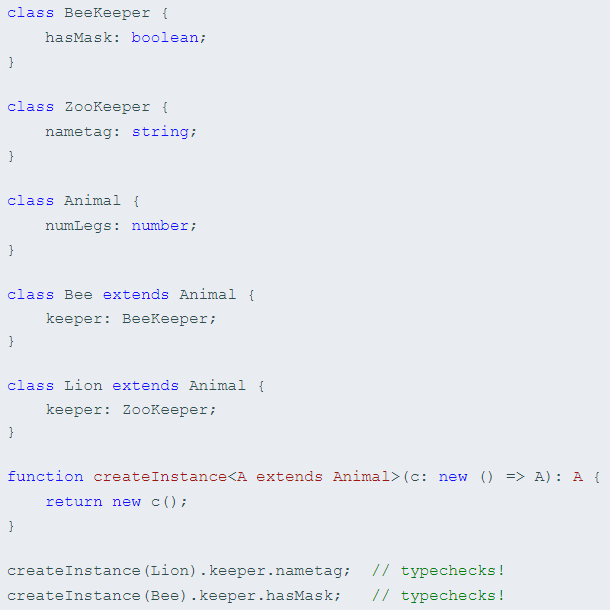 class BeeKeeper {
    hasMask: boolean;
}

class ZooKeeper {
    nametag: string;
}

class Animal {
    numLegs: number;
}

class Bee extends Animal {
    keeper: BeeKeeper;
}

class Lion extends Animal {
    keeper: ZooKeeper;
}

function createInstance<A extends Animal>(c: new () => A): A {
    return new c();
}

createInstance(Lion).keeper.nametag;  // typechecks!
createInstance(Bee).keeper.hasMask;   // typechecks!